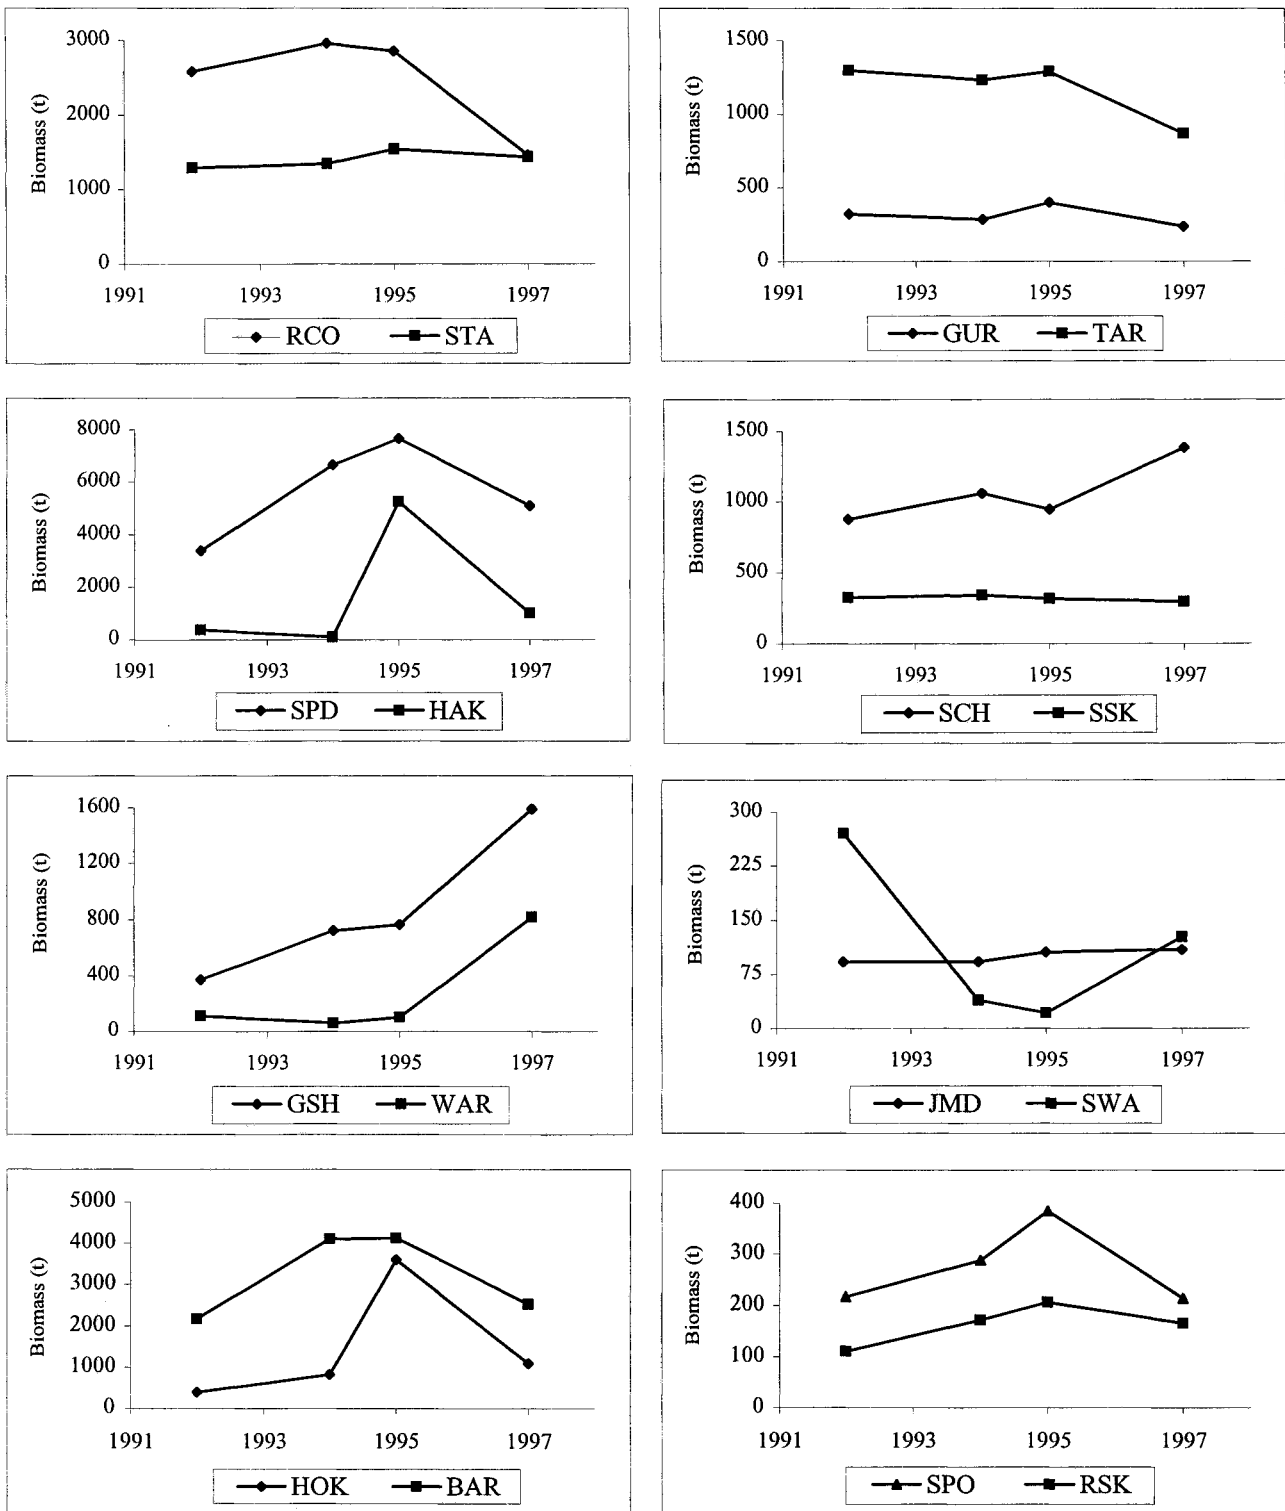 Biomass (t)
3000
2000
1000
0
1991 1993 1995 1997
RCO STA
Biomass (t)
1500
1000
500
0
1991 1993 1995 1997
GUR TAR
Biomass (t)
8000
6000
4000
2000
0
1991 1993 1995 1997
SPD HAK
Biomass (t)
1500
1000
500
0
1991 1993 1995 1997
SCH SSK
Biomass (t)
1600
1200
800
400
0
1991 1993 1995 1997
GSH WAR
Biomass (t)
300
225
150
75
0
1991 1993 1995 1997
JMD SWA
Biomass (t)
5000
4000
3000
2000
1000
0
1991 1993 1995 1997
HOK BAR
Biomass (t)
400
300
200
100
0
1991 1993 1995 1997
SPO RSK